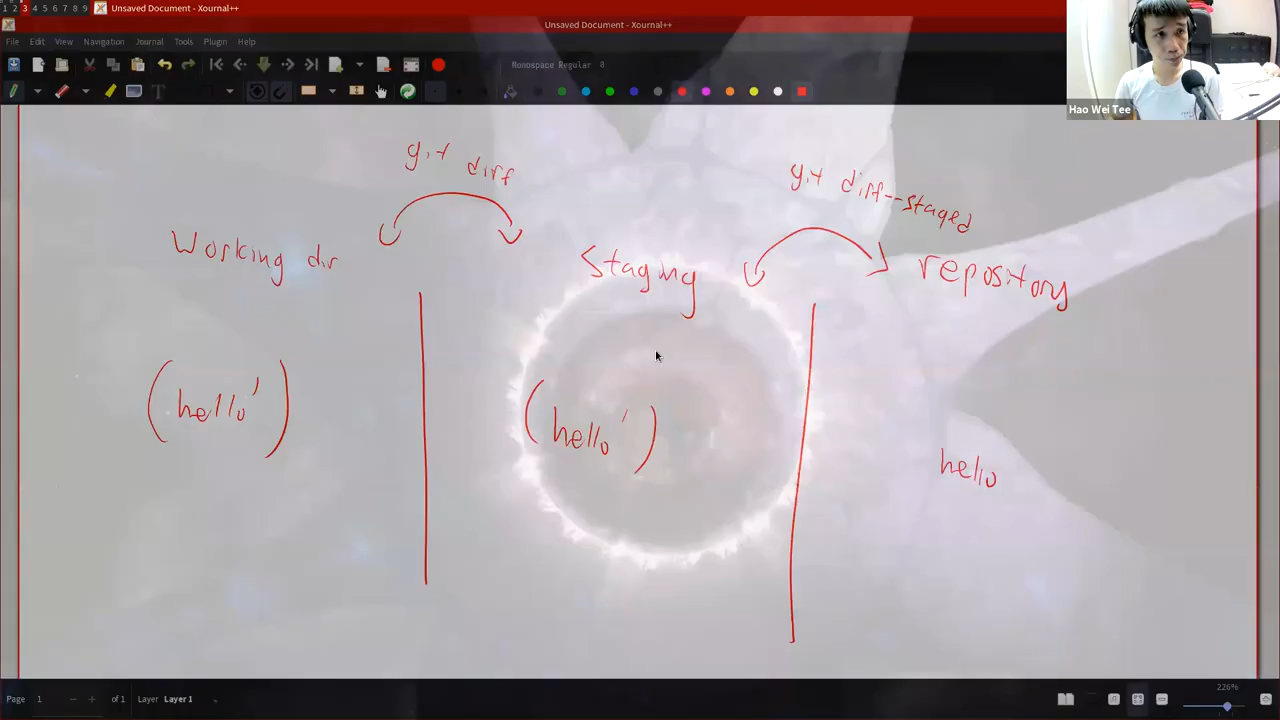 1 2 3 4 5 6 7 8 9 Unsaved Document - Xournal++
Unsaved Document - Xournal++
File Edit View Navigation Journal Tools Plugin Help
Monospace Regular 8
Hao Wei Tee
git diff
git diff--staged
Working dir
Staging
repository
(hello')
(hello')
hello
Page 1 of 1 Layer Layer 1
226%